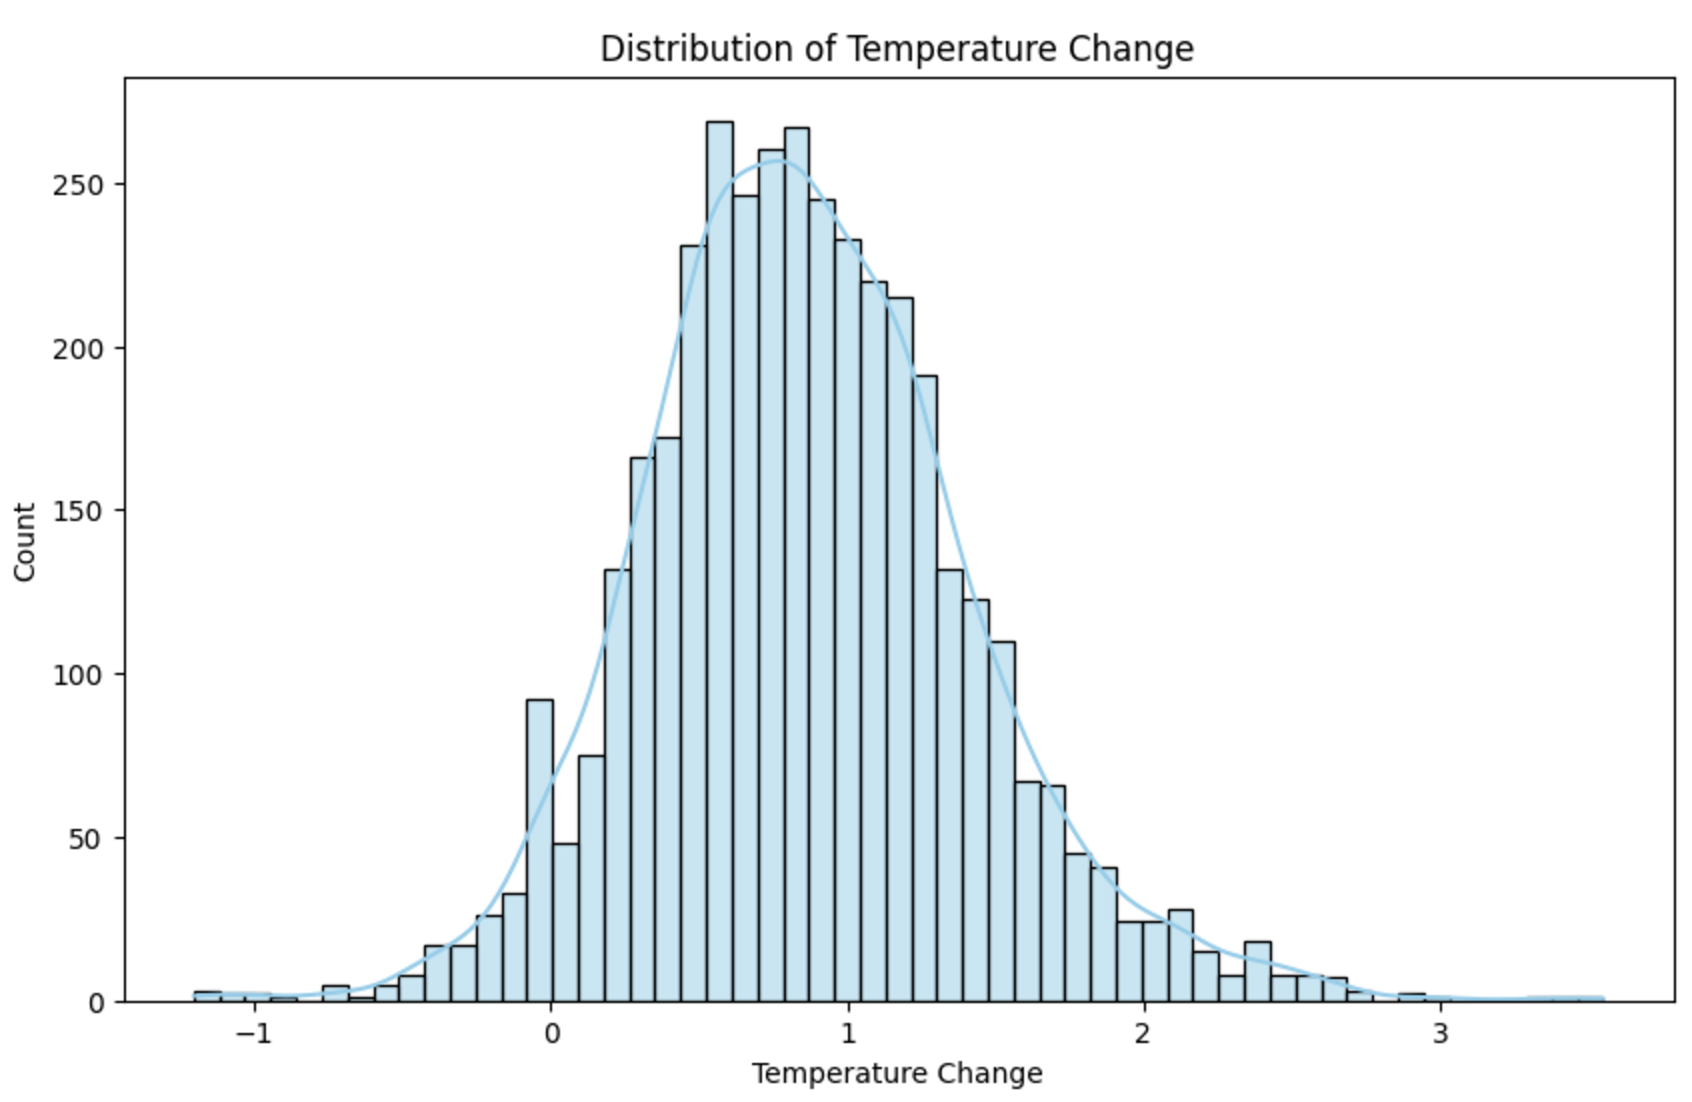 Distribution of Temperature Change
Count
250
200
150
100
50
0
−1 0 1 2 3
Temperature Change